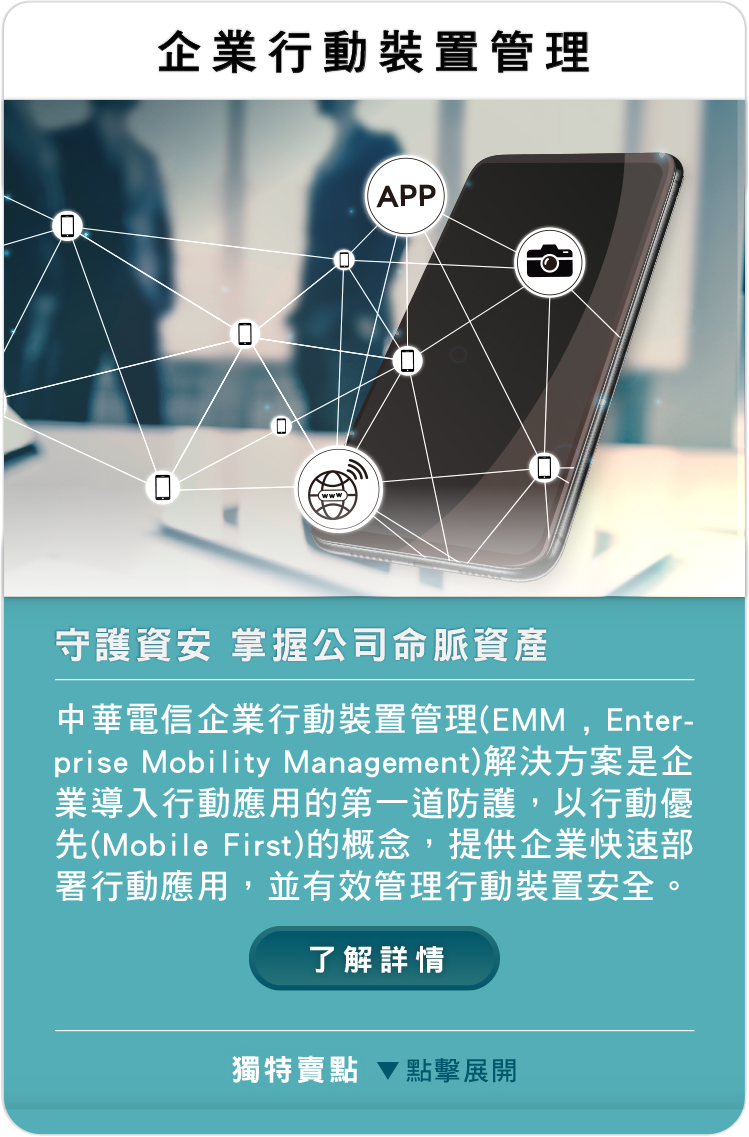 企業行動裝置管理
APP
www
守護資安 掌握公司命脈資產
中華電信企業行動裝置管理(EMM , Enter-
prise Mobility Management)解決方案是企
業導入行動應用的第一道防護，以行動優
先(Mobile First)的概念，提供企業快速部
署行動應用，並有效管理行動裝置安全。
了解詳情
獨特賣點 ▼點擊展開